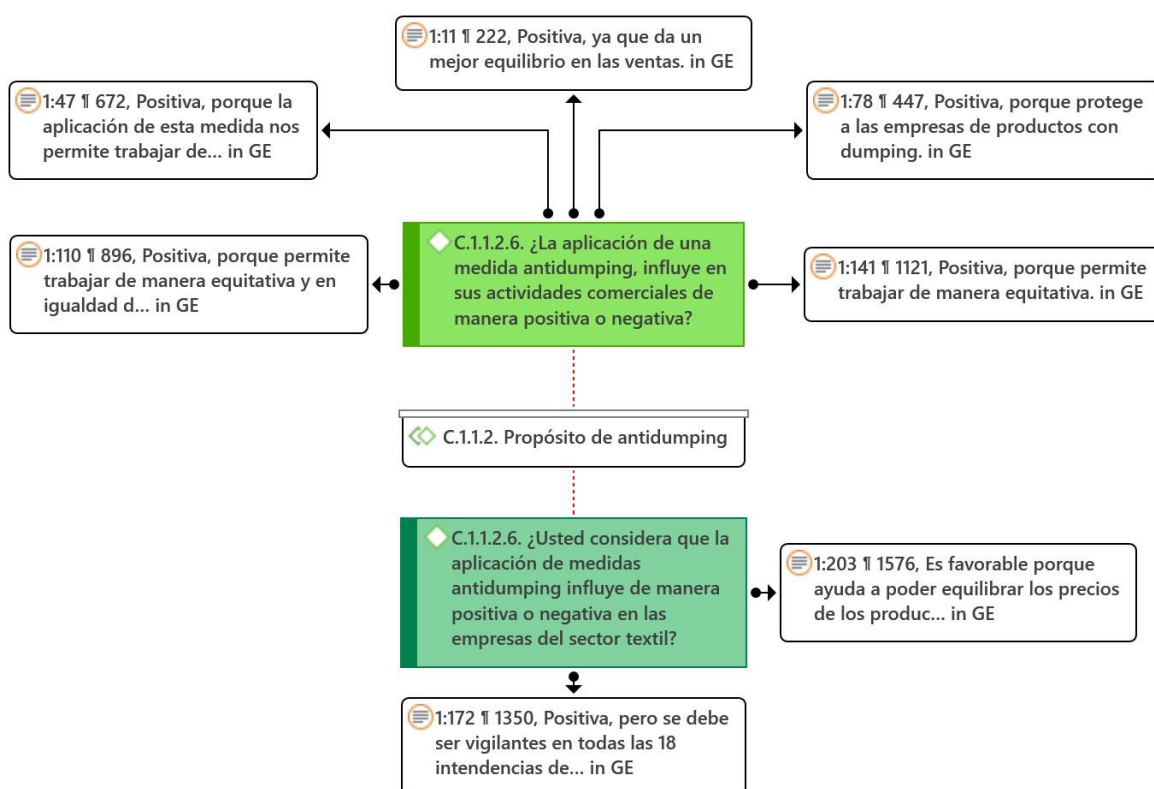 1:11 ¶ 222, Positiva, ya que da un
mejor equilibrio en las ventas. in GE
1:47 ¶ 672, Positiva, porque la
aplicación de esta medida nos
permite trabajar de... in GE
1:78 ¶ 447, Positiva, porque protege
a las empresas de productos con
dumping. in GE
1:110 ¶ 896, Positiva, porque permite
trabajar de manera equitativa y en
igualdad d... in GE
C.1.1.2.6. ¿La aplicación de una
medida antidumping, influye en
sus actividades comerciales de
manera positiva o negativa?
1:141 ¶ 1121, Positiva, porque permite
trabajar de manera equitativa. in GE
C.1.1.2. Propósito de antidumping
C.1.1.2.6. ¿Usted considera que la
aplicación de medidas
antidumping influye de manera
positiva o negativa en las
empresas del sector textil?
1:203 ¶ 1576, Es favorable porque
ayuda a poder equilibrar los precios
de los produc... in GE
1:172 ¶ 1350, Positiva, pero se debe
ser vigilantes en todas las 18
intendencias de... in GE